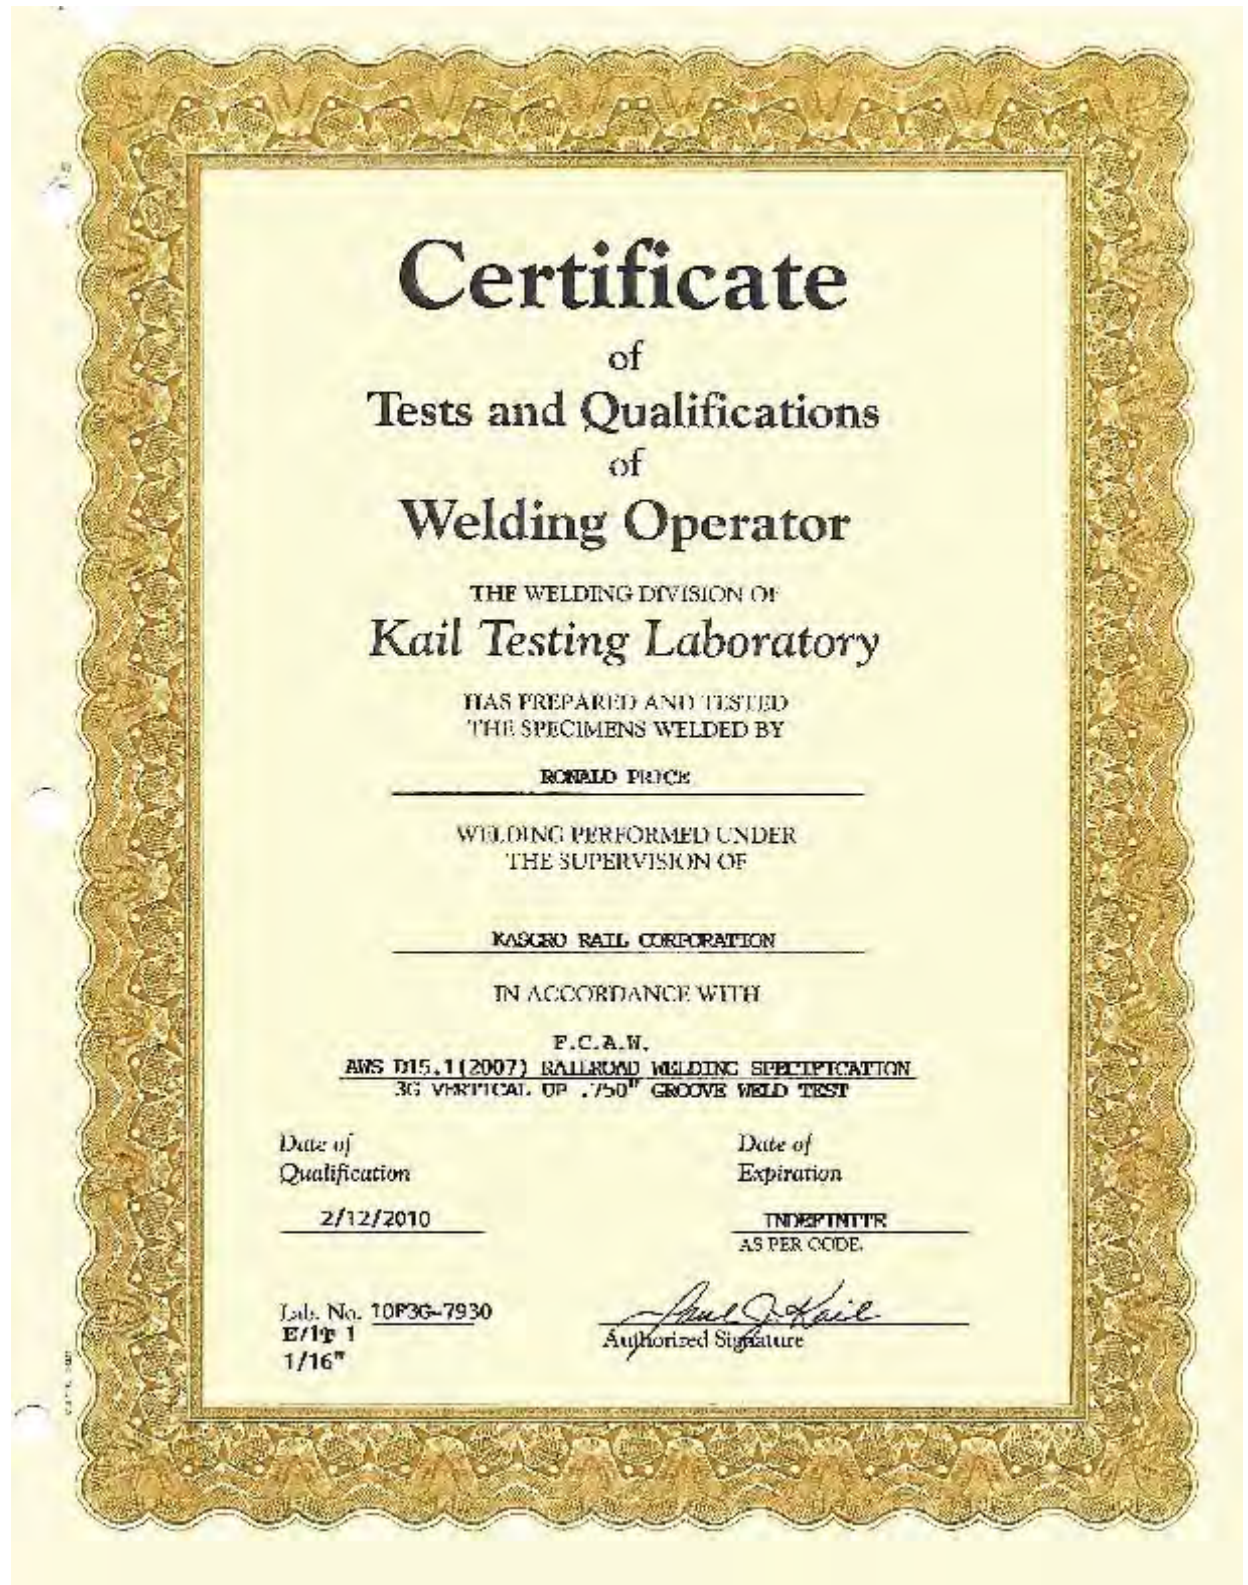 Certificate
of
Tests and Qualifications
of
Welding Operator
THE WELDING DIVISION OF
Kail Testing Laboratory
HAS PREPARED AND TESTED
THE SPECIMENS WELDED BY
RONALD PRICE
WELDING PERFORMED UNDER
THE SUPERVISION OF
KASGRO RAIL CORPORATION
IN ACCORDANCE WITH
F.C.A.W.
AWS D15.1(2007) RAILROAD WELDING SPECIFICATION
3G VERTICAL UP .750" GROOVE WELD TEST
Date of Qualification
2/12/2010
Date of Expiration
INDEFINITE
AS PER CODE.
Lab. No. 10F3G-7930
1/16"
Paul J. Kail
Authorized Signature